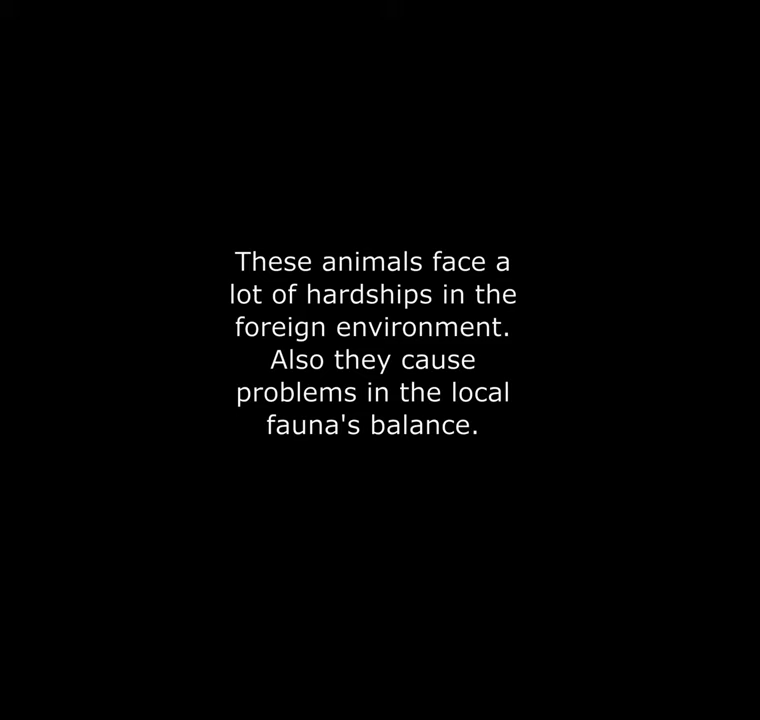 These animals face a
lot of hardships in the
foreign environment.
Also they cause
problems in the local
fauna's balance.